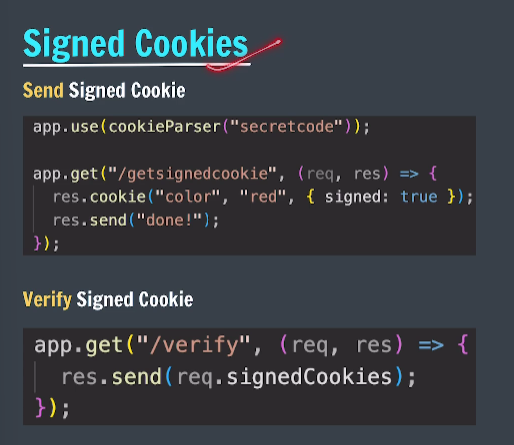 Signed Cookies
Send Signed Cookie
app.use(cookieParser("secretcode"));
app.get("/getsignedcookie", (req, res) => {
res.cookie("color", "red", { signed: true });
res.send("done!");
});
Verify Signed Cookie
app.get("/verify", (req, res) => {
res.send(req.signedCookies);
});